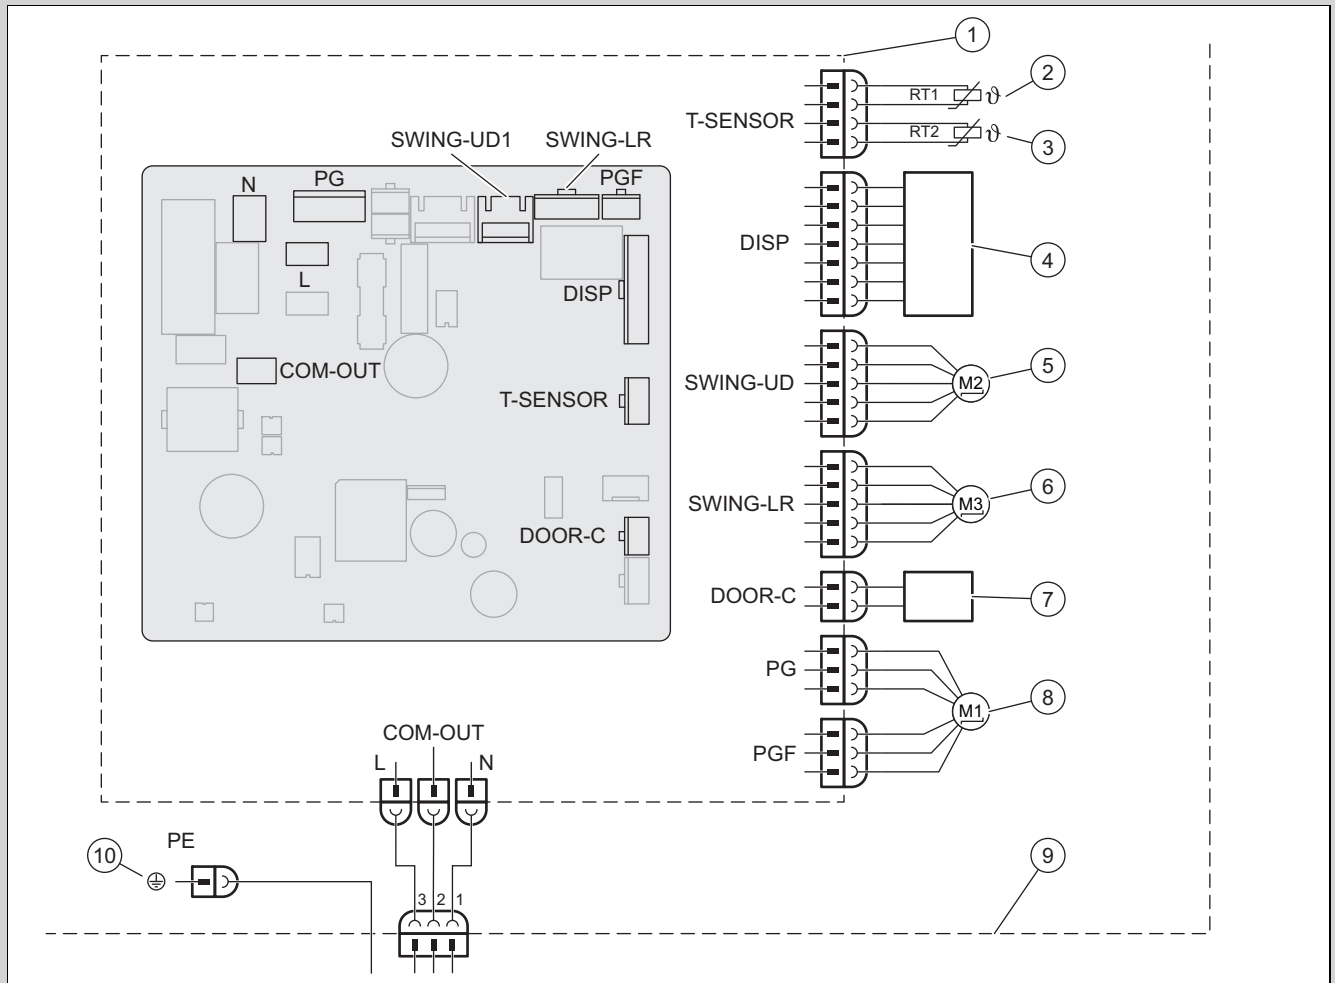 1
2
RT1 ϑ
T-SENSOR
RT2 ϑ
3
SWING-UD1 SWING-LR
N PG PGF
DISP
4
L
DISP
COM-OUT
T-SENSOR
SWING-UD
M2
5
SWING-LR
M3
6
DOOR-C
DOOR-C
7
PG
M1
8
PGF
COM-OUT
L N
PE
10
9
3 2 1